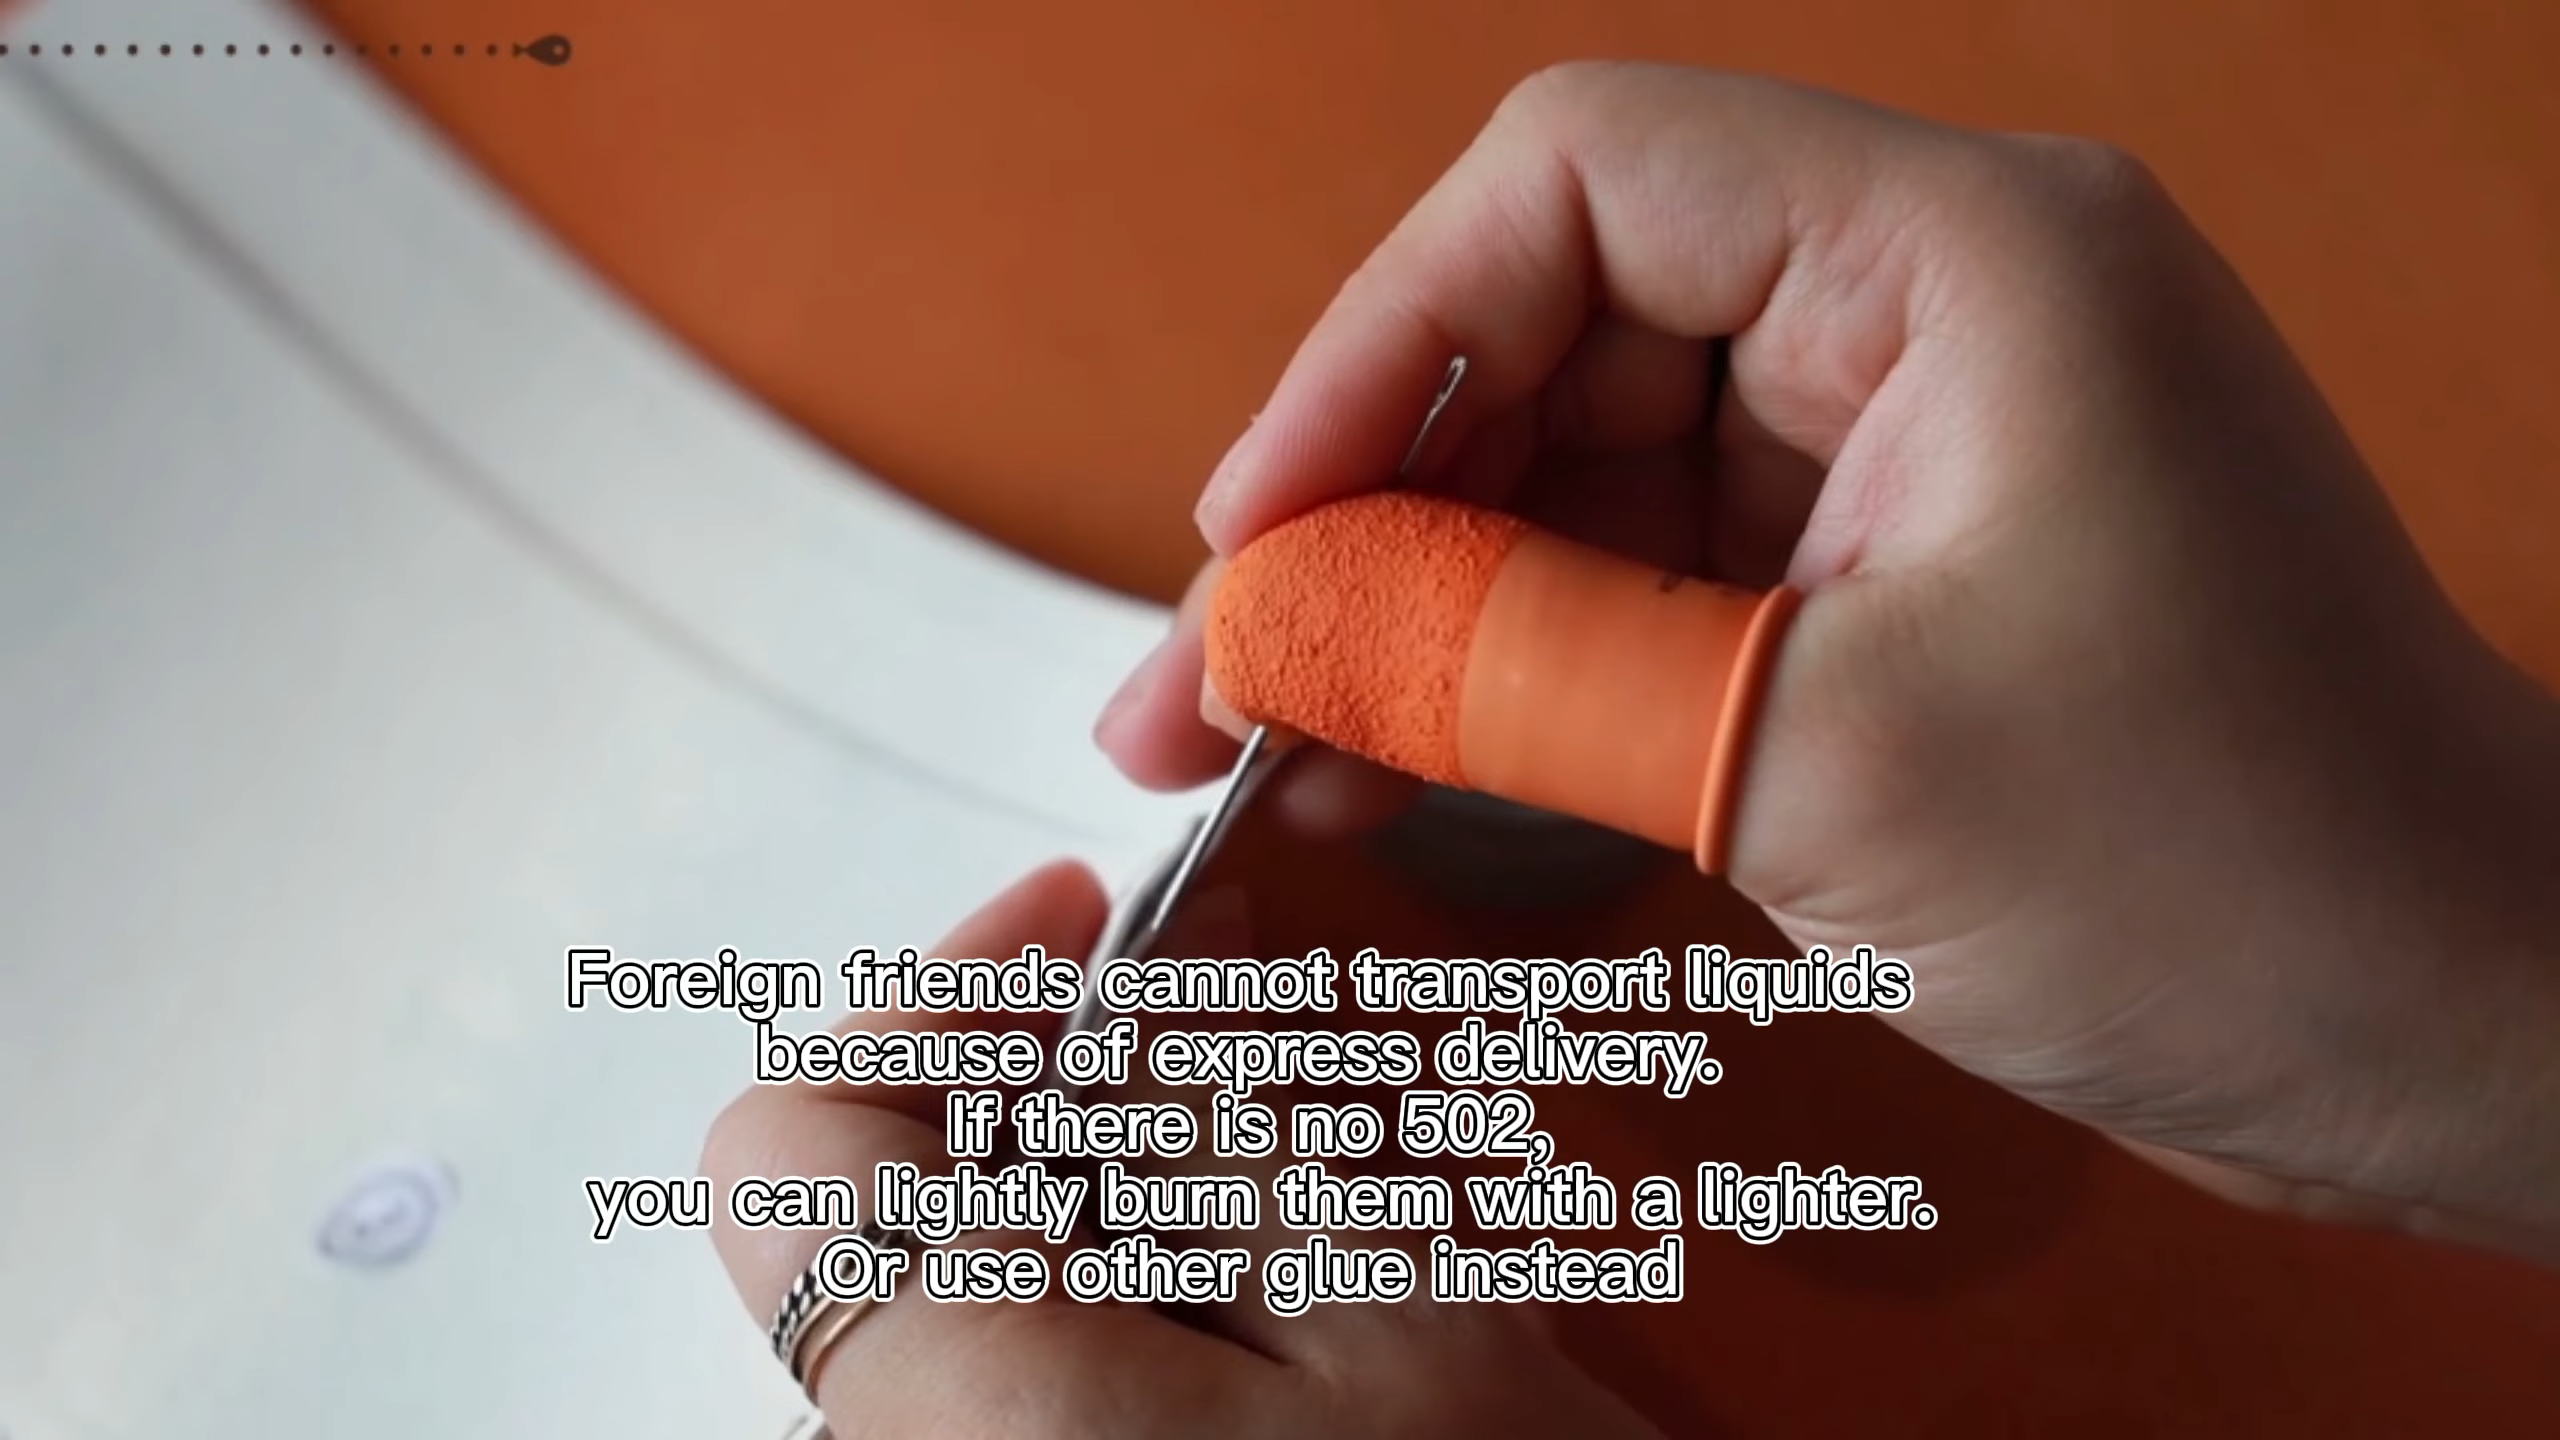 Foreign friends cannot transport liquids
because of express delivery.
If there is no 502,
you can lightly burn them with a lighter.
Or use other glue instead